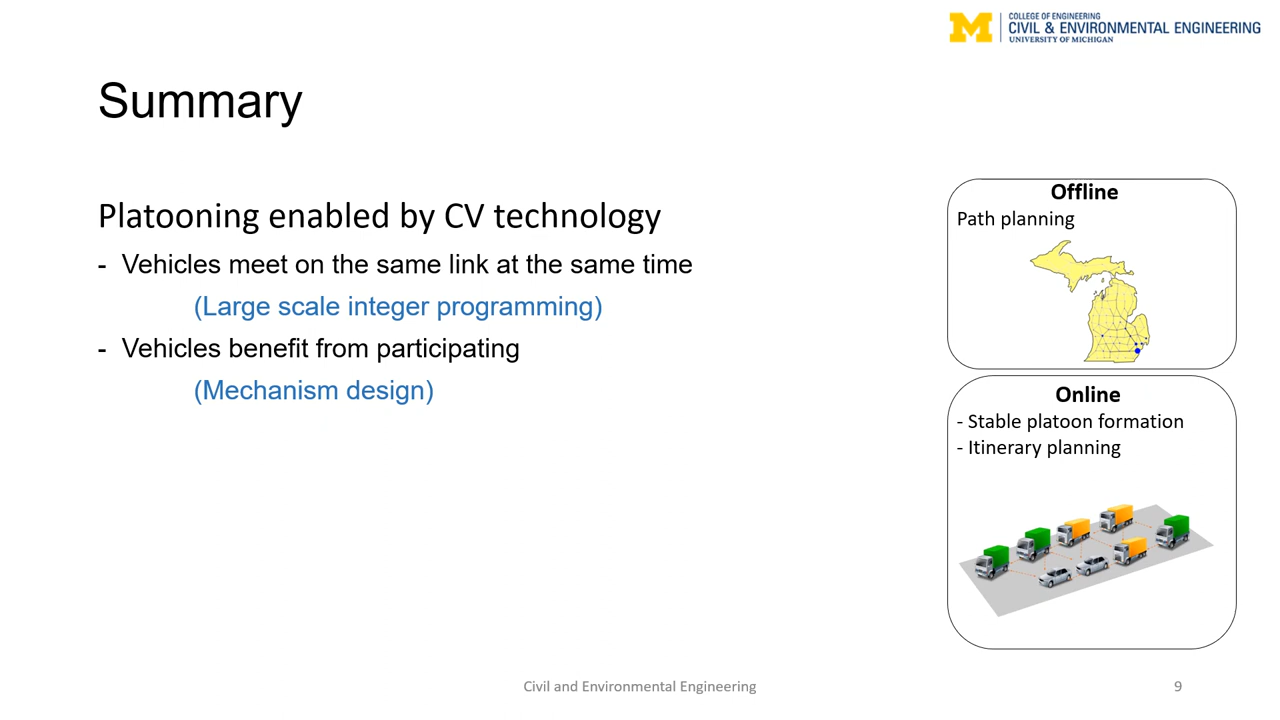 COLLEGE OF ENGINEERING
CIVIL & ENVIRONMENTAL ENGINEERING
UNIVERSITY OF MICHIGAN
Summary
Platooning enabled by CV technology
- Vehicles meet on the same link at the same time
(Large scale integer programming)
- Vehicles benefit from participating
(Mechanism design)
Offline
Path planning
Online
- Stable platoon formation
- Itinerary planning
Civil and Environmental Engineering
9